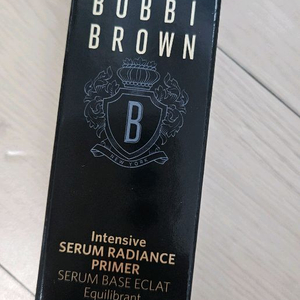 BOBBI
BROWN
B
NEW YORK
Intensive
SERUM RADIANCE
PRIMER
SERUM BASE ECLAT
Equilibrant